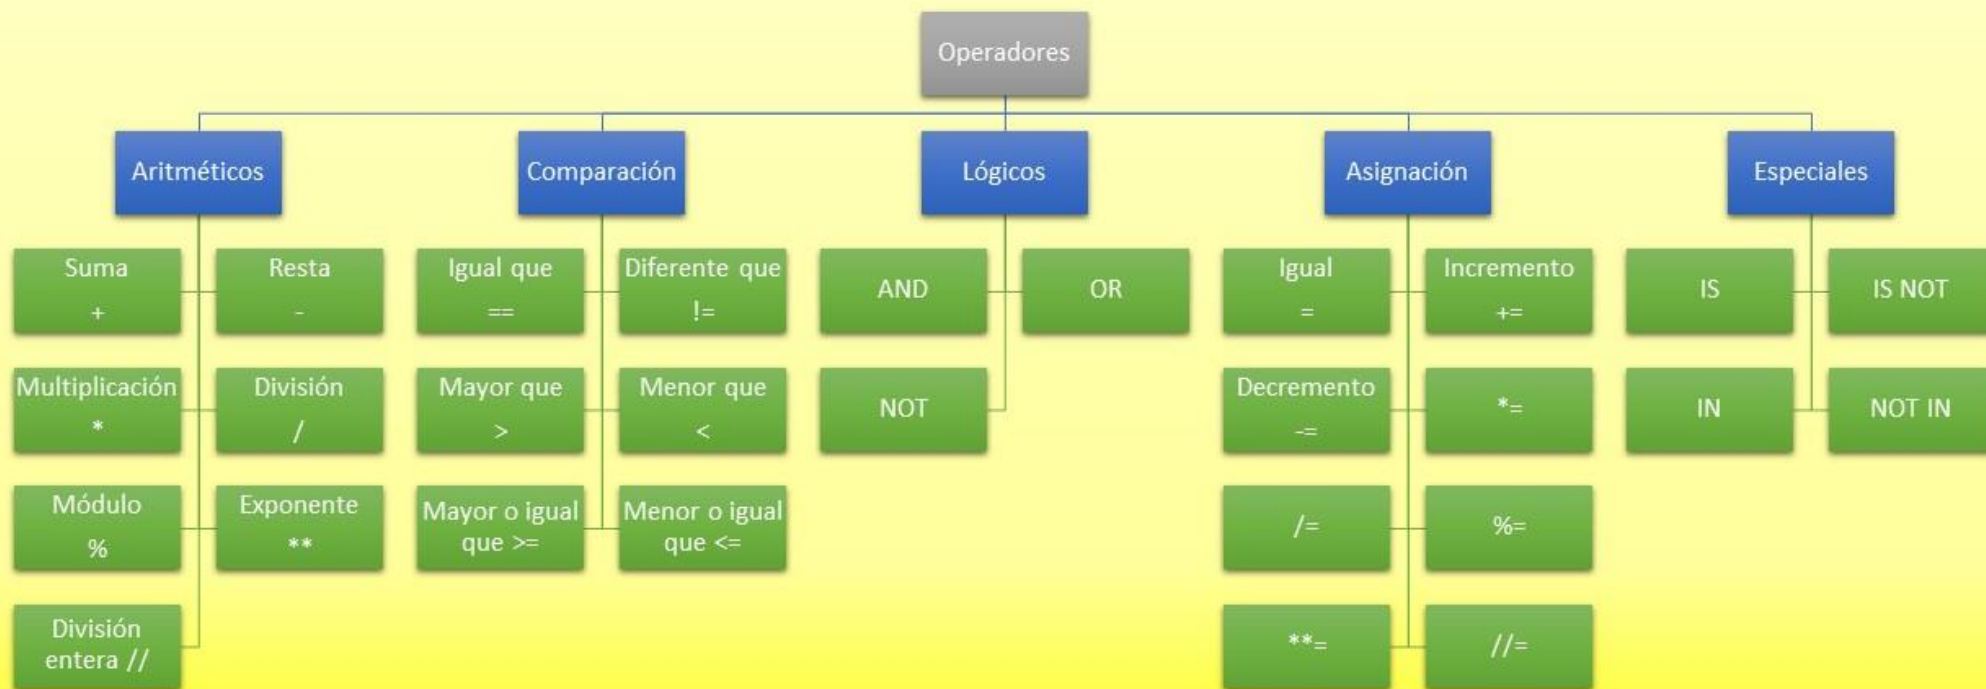 Operadores
Aritméticos
Comparación
Lógicos
Asignación
Especiales
Suma
+
Resta
-
Igual que
==
Diferente que
!=
AND
OR
Igual
=
Incremento
+=
IS
IS NOT
Multiplicación
*
División
/
Mayor que
>
Menor que
<
NOT
Decremento
-=
*=
IN
NOT IN
Módulo
%
Exponente
**
Mayor o igual
que >=
Menor o igual
que <=
/=
%=
División
entera //
**=
//=